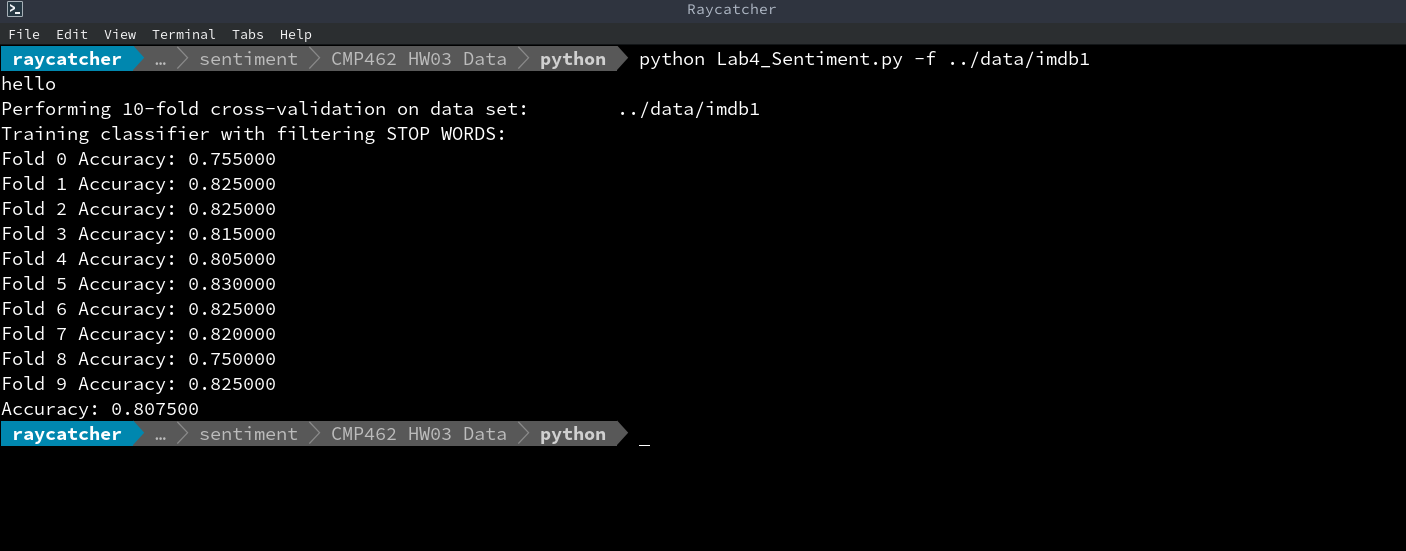 Raycatcher
File Edit View Terminal Tabs Help
raycatcher … sentiment CMP462 HW03 Data python python Lab4_Sentiment.py -f ../data/imdb1
hello
Performing 10-fold cross-validation on data set: ../data/imdb1
Training classifier with filtering STOP WORDS:
Fold 0 Accuracy: 0.755000
Fold 1 Accuracy: 0.825000
Fold 2 Accuracy: 0.825000
Fold 3 Accuracy: 0.815000
Fold 4 Accuracy: 0.805000
Fold 5 Accuracy: 0.830000
Fold 6 Accuracy: 0.825000
Fold 7 Accuracy: 0.820000
Fold 8 Accuracy: 0.750000
Fold 9 Accuracy: 0.825000
Accuracy: 0.807500
raycatcher … sentiment CMP462 HW03 Data python _